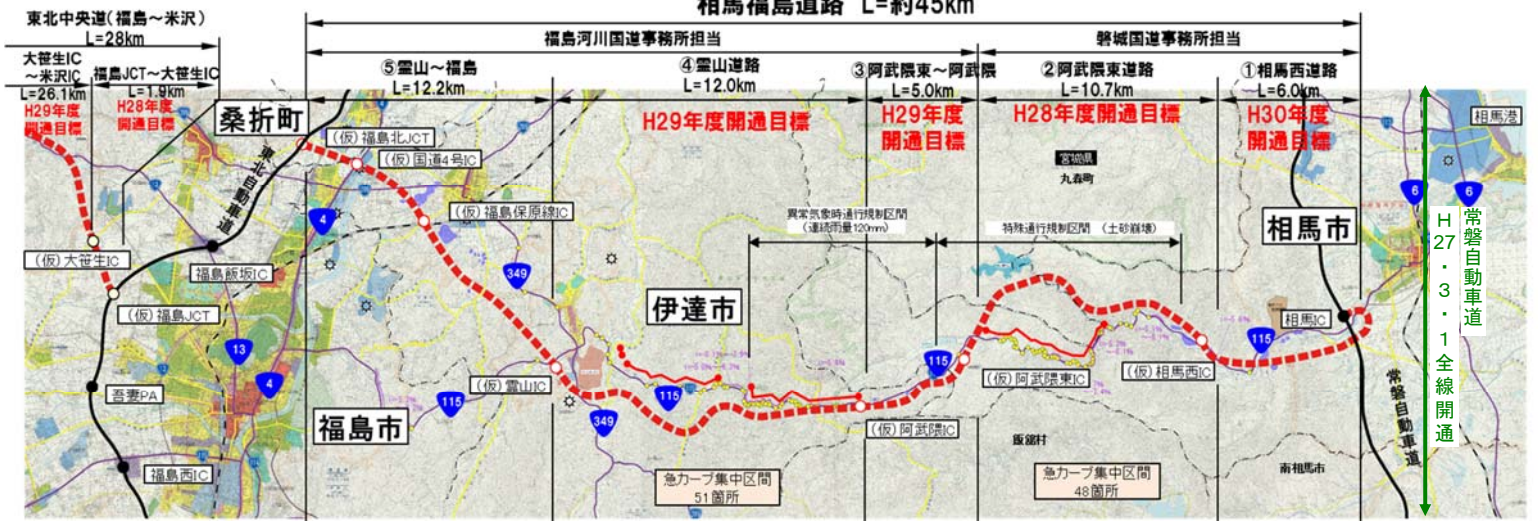 相馬福島道路 L=約45km
東北中央道(福島～米沢)
L=28km
福島河川国道事務所担当
磐城国道事務所担当
大笹生IC
～米沢IC
L=26.1km
福島JCT～大笹生IC
L=1.9km
⑤霊山～福島
L=12.2km
④霊山道路
L=12.0km
③阿武隈東～阿武隈
L=5.0km
②阿武隈東道路
L=10.7km
①相馬西道路
L=6.0km
H29年度
開通目標
H28年度
開通目標
H29年度開通目標
H29年度
開通目標
H28年度開通目標
H30年度
開通目標
桑折町
東北自動車道
(仮)福島北JCT
(仮)国道4号IC
(仮)福島保原線IC
相馬港
宮城県
丸森町
異常気象時通行規制区間
(連続雨量120mm)
特殊通行規制区間 (土砂崩壊)
4
6
6
相馬市
常磐自動車道
H27・3・1全線開通
(仮)大笹生IC
福島飯坂IC
(仮)福島JCT
349
伊達市
相馬IC
13
4
115
115
(仮)霊山IC
(仮)阿武隈東IC
(仮)相馬西IC
吾妻PA
115
115
349
福島市
(仮)阿武隈IC
飯舘村
常磐自動車道
福島西IC
急カーブ集中区間
51箇所
急カーブ集中区間
48箇所
南相馬市